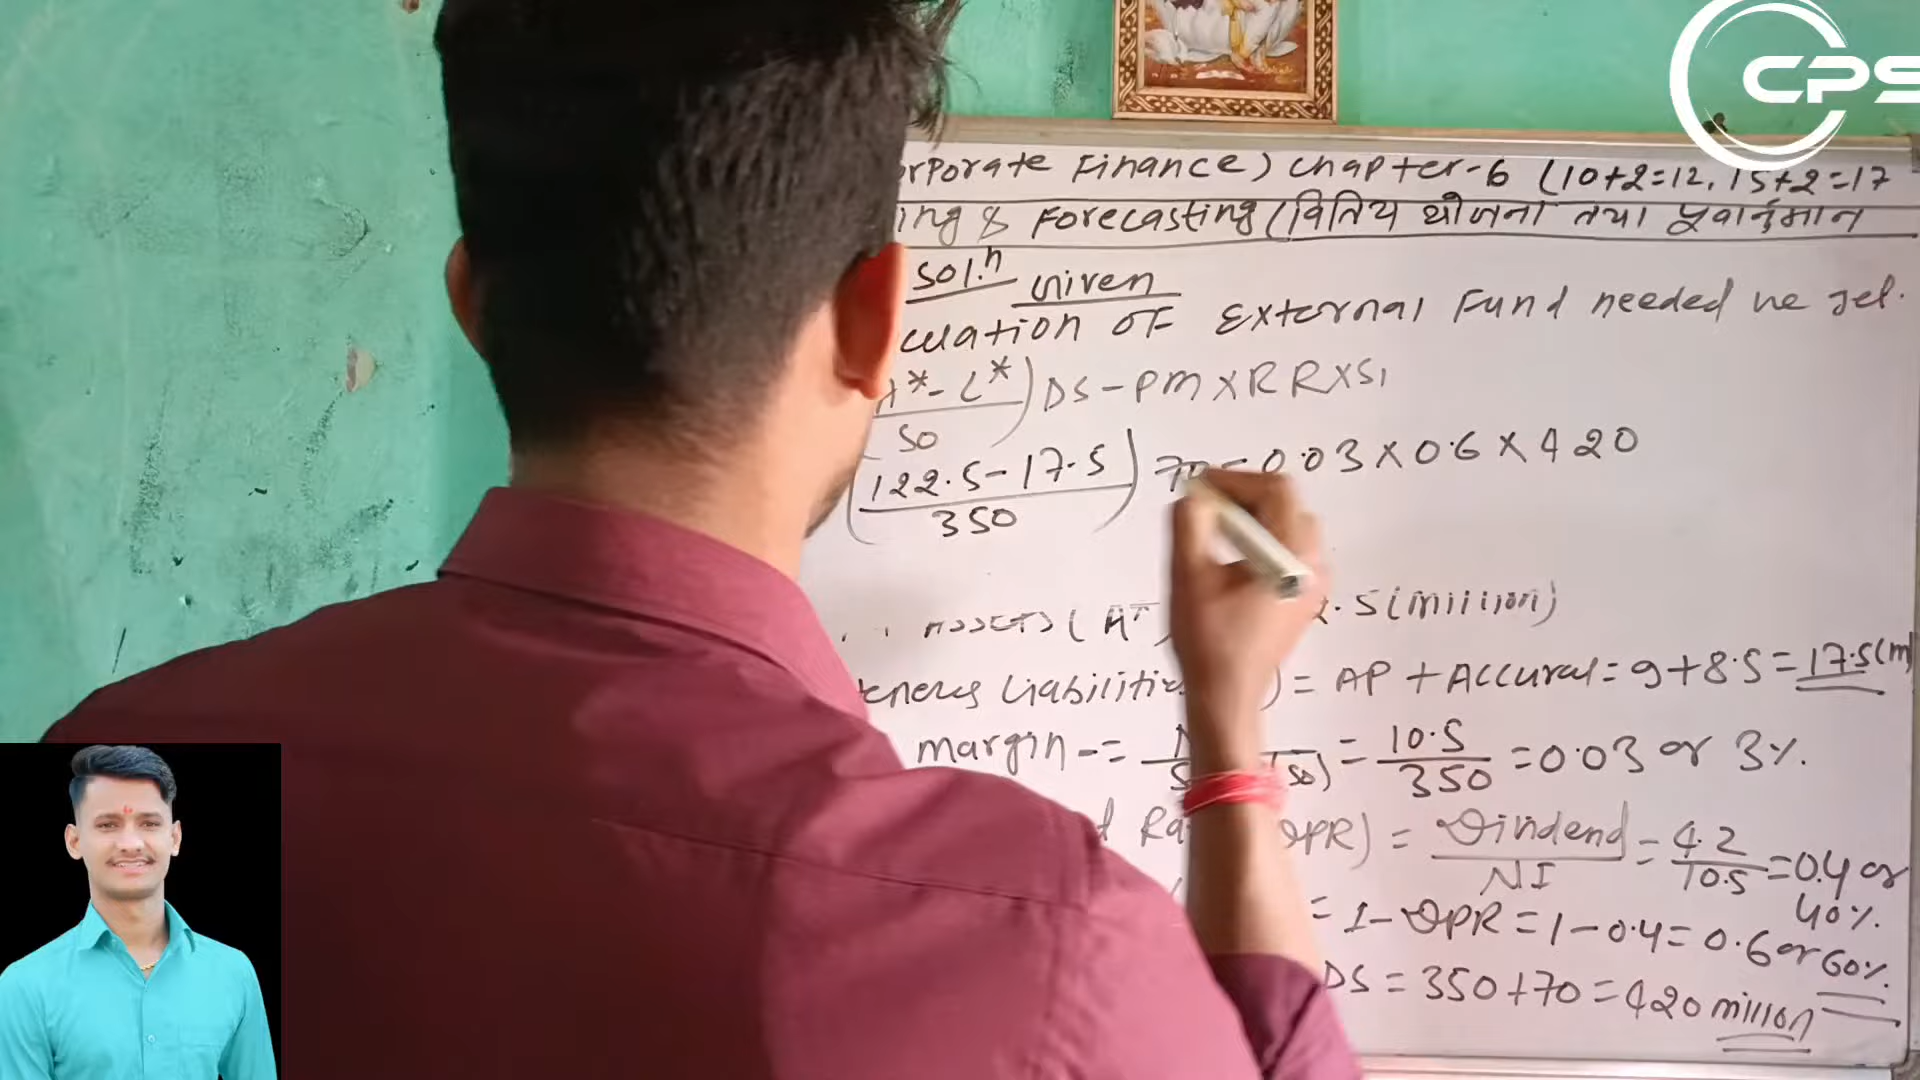 CPS
orporate Finance) Chapter-6 (10+2=12, 15+2=17
ing & Forecasting (वित्तिय योजना तथा पूर्वानुमान
Sol.n Given
culation of External Fund needed we get.
A*-L*) DS-PM×RR×S1
S0
(122.5-17.5) 70-0.03×0.6×420
350
Assets (A* .5(million)
teneous Liabilitie ) = AP + Accural = 9+8.5 = 17.5(m)
margin = = 10.5 = 0.03 or 3%.
350
DPR) = Dividend = 4.2 = 0.4 or
NI 10.5 40%.
= 1-DPR = 1-0.4 = 0.6 or 60%.
DS = 350+70 = 420 million